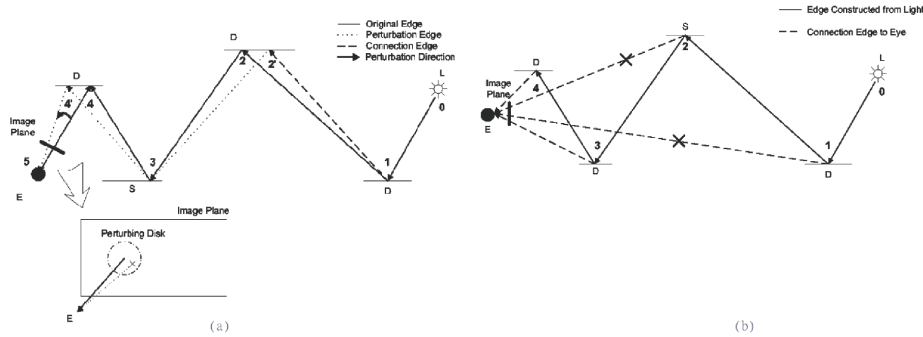 Original Edge
Perturbation Edge
Connection Edge
Perturbation Direction
D
D
2
2'
L
0
D
4'
4
Image
Plane
5
E
3
S
1
D
Image Plane
Perturbing Disk
E
(a)
Edge Constructed from Light
Connection Edge to Eye
S
2
L
0
D
4
Image
Plane
E
3
D
1
D
(b)